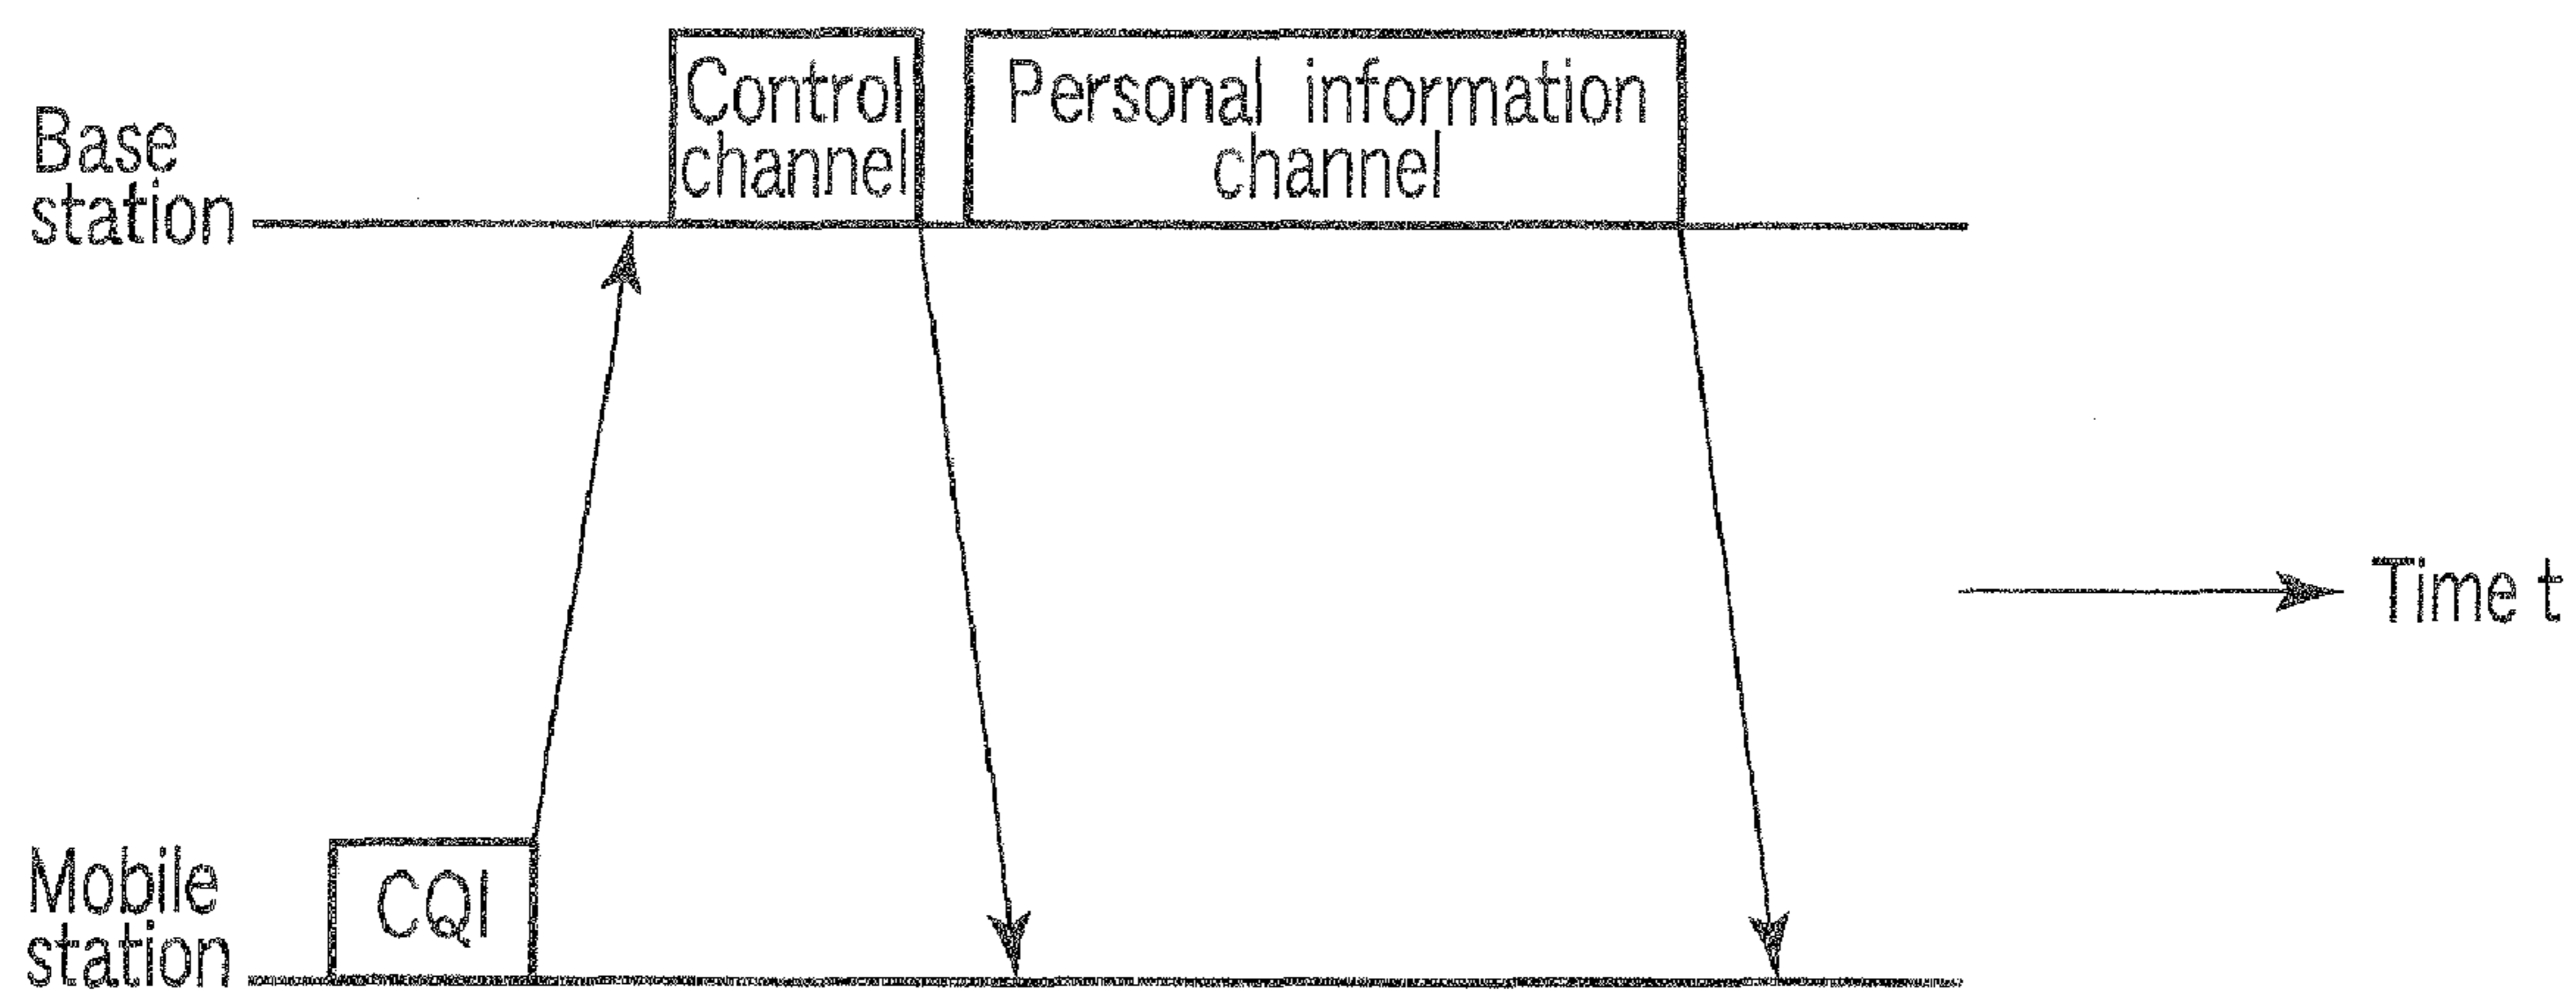 Control
channel
Personal information
channel
Base
station
Time t
Mobile
station
CQI